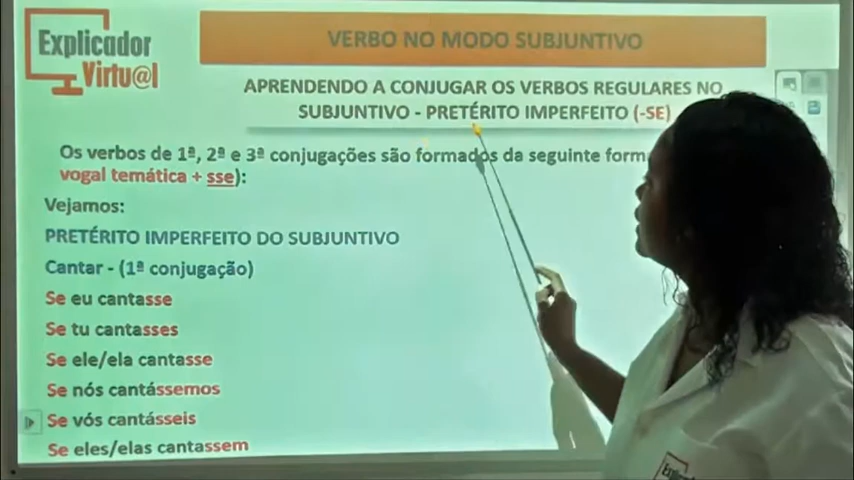 Explicador
Virtu@l
VERBO NO MODO SUBJUNTIVO
APRENDENDO A CONJUGAR OS VERBOS REGULARES NO
SUBJUNTIVO - PRETÉRITO IMPERFEITO (-SE)
Os verbos de 1ª, 2ª e 3ª conjugações são formados da seguinte form
vogal temática + sse):
Vejamos:
PRETÉRITO IMPERFEITO DO SUBJUNTIVO
Cantar - (1ª conjugação)
Se eu cantasse
Se tu cantasses
Se ele/ela cantasse
Se nós cantássemos
Se vós cantásseis
Se eles/elas cantassem